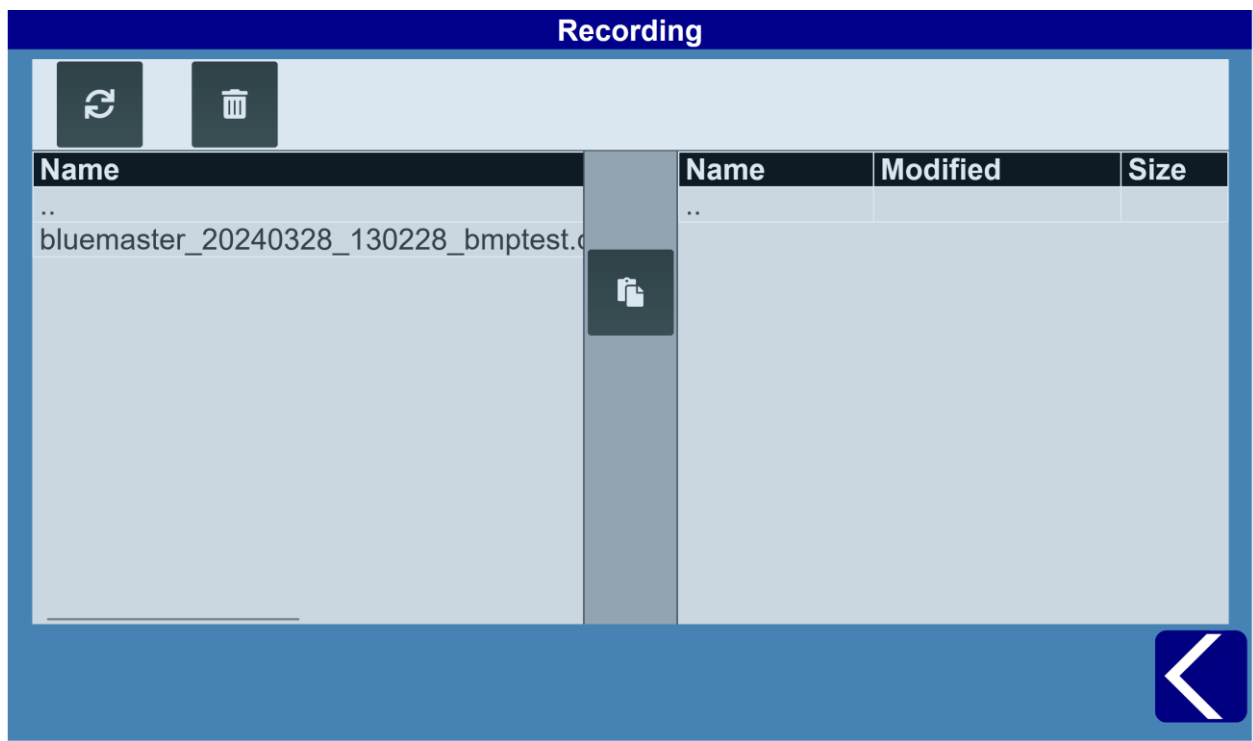 Recording
Name
..
bluemaster_20240328_130228_bmptest.
Name Modified Size
..